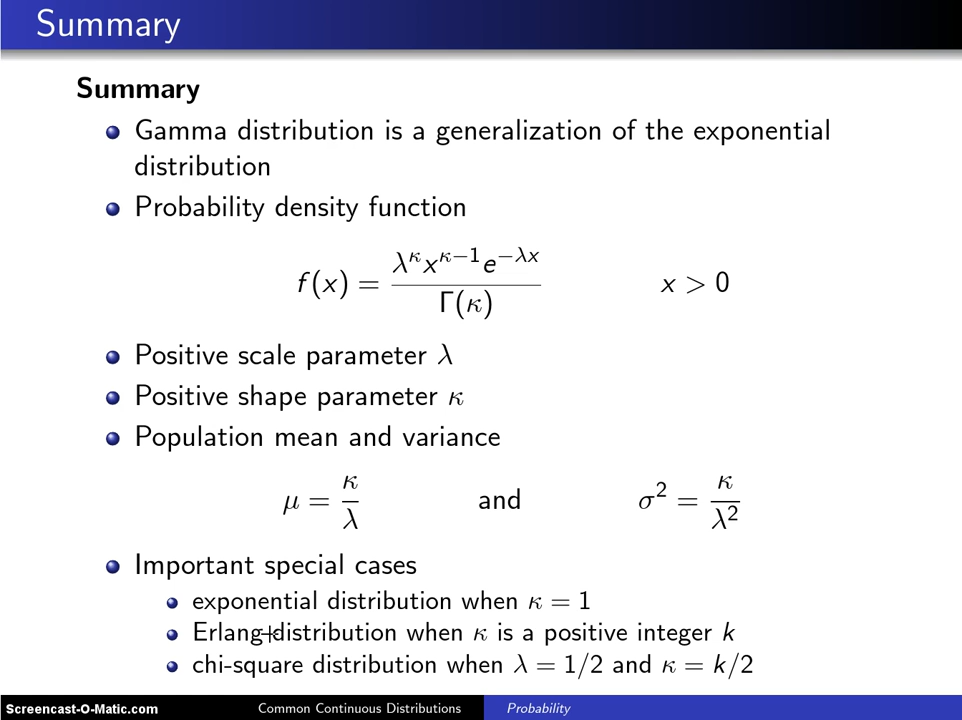 Summary
Summary
Gamma distribution is a generalization of the exponential
distribution
Probability density function
f(x) = λ^κ x^{κ−1} e^{−λx} / Γ(κ)    x > 0
Positive scale parameter λ
Positive shape parameter κ
Population mean and variance
μ = κ/λ    and    σ² = κ/λ²
Important special cases
exponential distribution when κ = 1
Erlang distribution when κ is a positive integer k
chi-square distribution when λ = 1/2 and κ = k/2
Screencast-O-Matic.com    Common Continuous Distributions    Probability